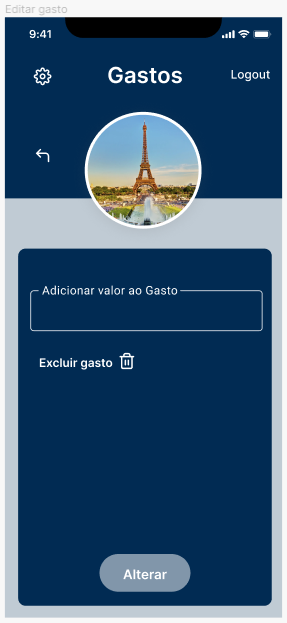 Editar gasto
9:41
Gastos
Logout
Adicionar valor ao Gasto
Excluir gasto
Alterar